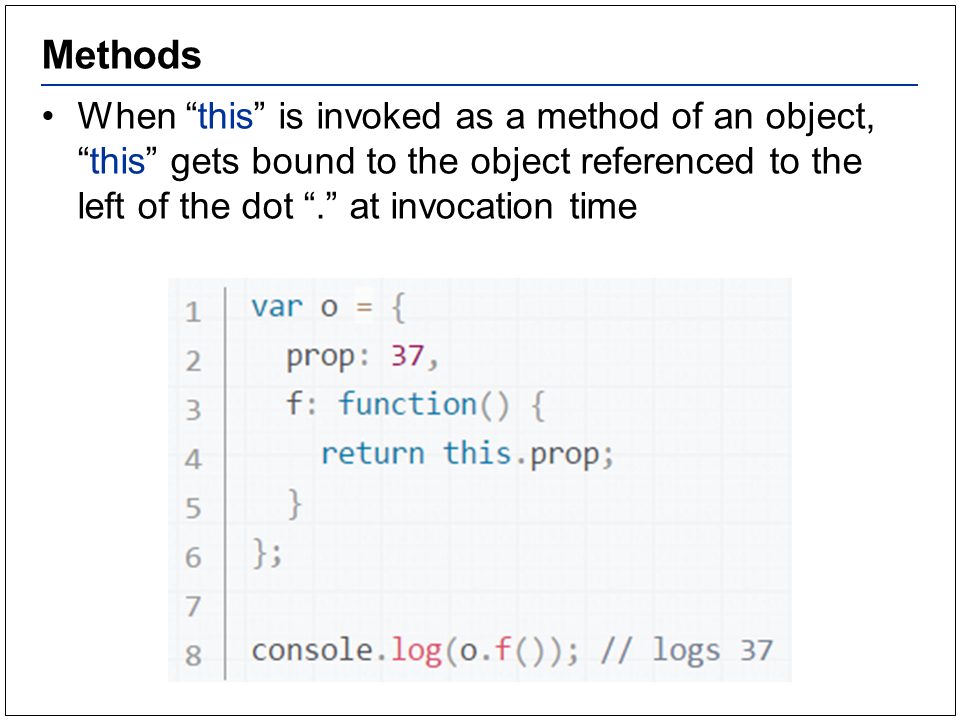 Methods
• When “this” is invoked as a method of an object,
“this” gets bound to the object referenced to the
left of the dot “.” at invocation time
1 var o = {
2   prop: 37,
3   f: function() {
4     return this.prop;
5   }
6 };
7
8 console.log(o.f()); // logs 37